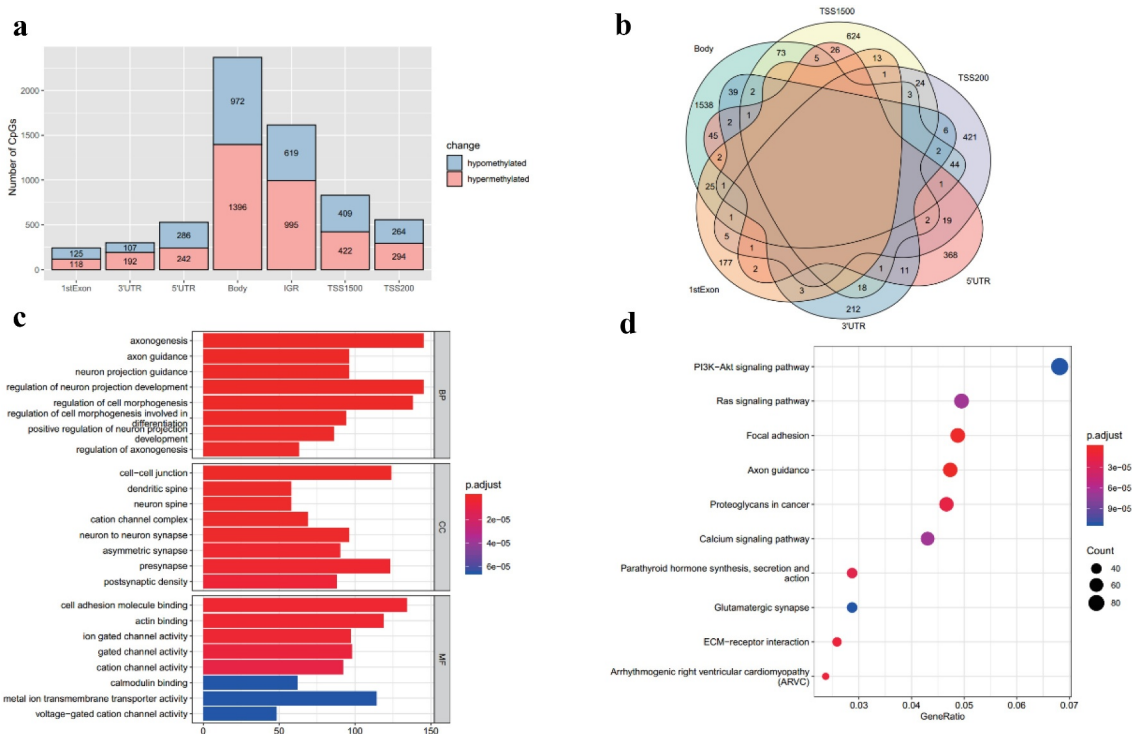 a
Number of CpGs
2000
1500
1000
500
0
972
1396
619
995
409
422
264
294
286
242
107
192
125
118
1stExon
3'UTR
5'UTR
Body
IGR
TSS1500
TSS200
change
hypomethylated
hypermethylated
b
TSS1500
624
Body
73
5
26
13
1
24
TSS200
3
39
2
1538
2
1
6
421
45
2
2
44
25
1
1
1
5
2
19
177
1
368
2
1
11
1stExon
3
18
5'UTR
212
3'UTR
c
axonogenesis
axon guidance
neuron projection guidance
regulation of neuron projection development
regulation of cell morphogenesis
regulation of cell morphogenesis involved in
differentiation
positive regulation of neuron projection
development
regulation of axonogenesis
BP
cell−cell junction
dendritic spine
neuron spine
cation channel complex
neuron to neuron synapse
asymmetric synapse
presynapse
postsynaptic density
CC
cell adhesion molecule binding
actin binding
ion gated channel activity
gated channel activity
cation channel activity
calmodulin binding
metal ion transmembrane transporter activity
voltage−gated cation channel activity
MF
0
50
100
150
p.adjust
2e−05
4e−05
6e−05
d
PI3K−Akt signaling pathway
Ras signaling pathway
Focal adhesion
Axon guidance
Proteoglycans in cancer
Calcium signaling pathway
Parathyroid hormone synthesis, secretion and
action
Glutamatergic synapse
ECM−receptor interaction
Arrhythmogenic right ventricular cardiomyopathy
(ARVC)
0.03
0.04
0.05
0.06
0.07
GeneRatio
p.adjust
3e−05
6e−05
9e−05
Count
40
60
80